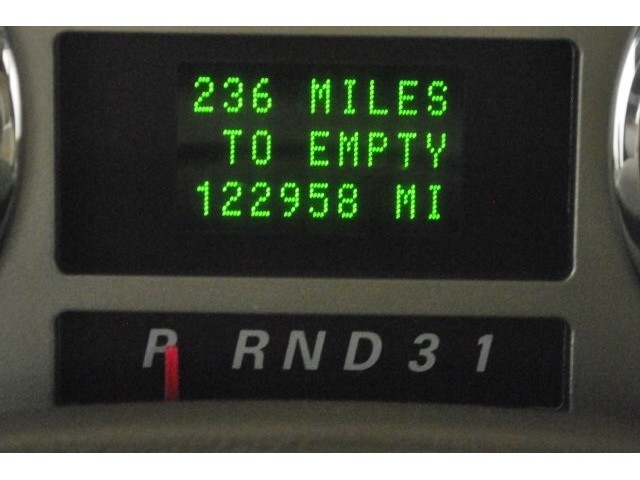 236 MILES
TO EMPTY
122958 MI
P RND31